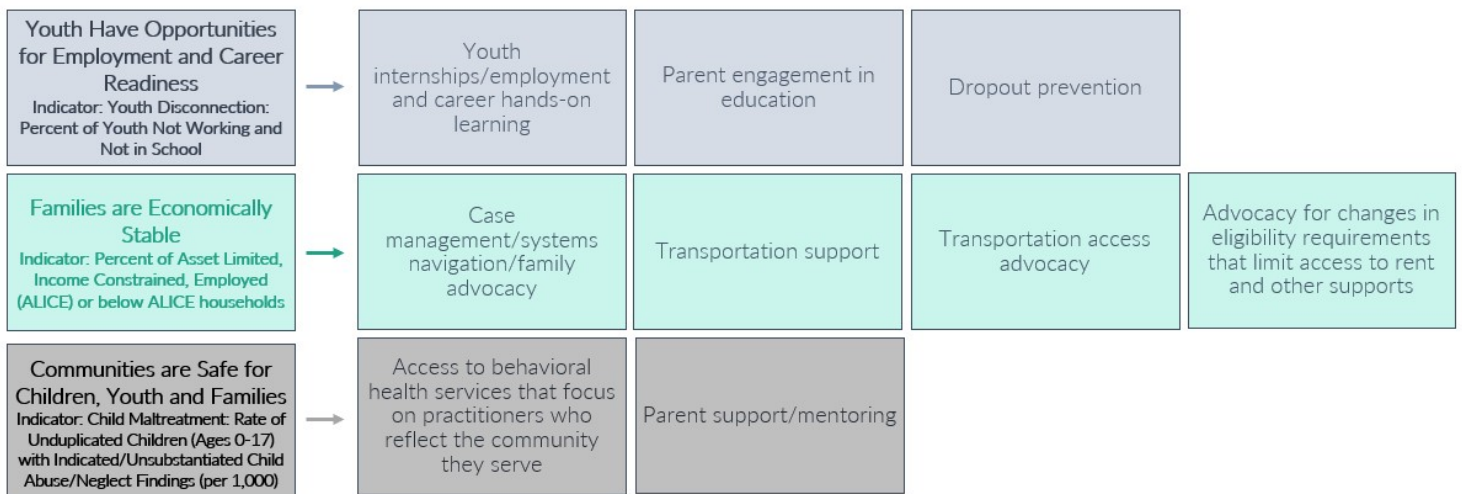 Youth Have Opportunities
for Employment and Career
Readiness
Indicator: Youth Disconnection:
Percent of Youth Not Working and
Not in School
Youth
internships/employment
and career hands-on
learning
Parent engagement in
education
Dropout prevention
Families are Economically
Stable
Indicator: Percent of Asset Limited,
Income Constrained, Employed
(ALICE) or below ALICE households
Case
management/systems
navigation/family
advocacy
Transportation support
Transportation access
advocacy
Advocacy for changes in
eligibility requirements
that limit access to rent
and other supports
Communities are Safe for
Children, Youth and Families
Indicator: Child Maltreatment: Rate of
Unduplicated Children (Ages 0-17)
with Indicated/Unsubstantiated Child
Abuse/Neglect Findings (per 1,000)
Access to behavioral
health services that focus
on practitioners who
reflect the community
they serve
Parent support/mentoring